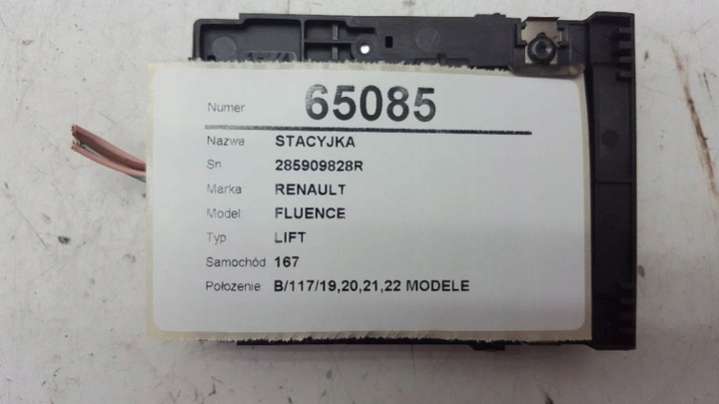 Numer 65085
Nazwa STACYJKA
Sn 285909828R
Marka RENAULT
Model FLUENCE
Typ LIFT
Samochód 167
Położenie B/117/19,20,21,22 MODELE